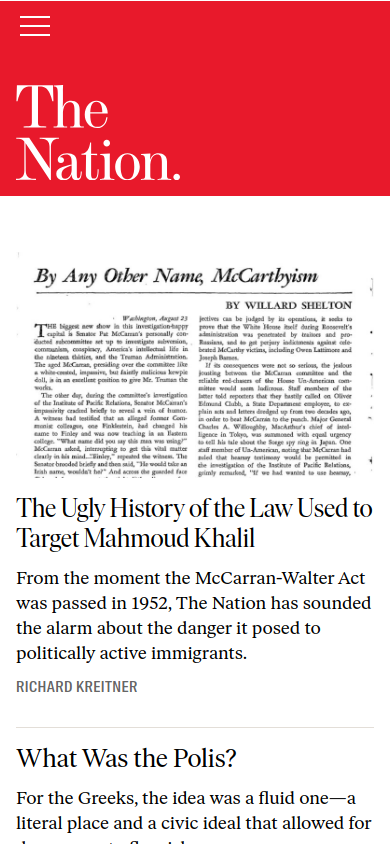 The
Nation.
By Any Other Name, McCarthyism
BY WILLARD SHELTON
Washington, August 23
THE biggest new show in this investigation-happy
capital is Senator Pat McCarran's personally con-
ducted subcommittee set up to investigate subversion,
communism, conspiracy, America's intellectual life in
the nineteen thirties, and the Truman Administration.
The aged McCarran, presiding over the committee like
a white-crested, impassive, but faintly malicious kewpie
doll, is in an excellent position to give Mr. Truman the
works.
The other day, during the committee's investigation
of the Institute of Pacific Relations, Senator McCarran's
impassivity cracked briefly to reveal a vein of humor.
A witness had testified that an alleged former Com-
munist colleague, one Finkelstein, had changed his
name to Finley and was now teaching in an Eastern
college. "What name did you say this man was using?"
McCarran asked, interrupting to get this vital matter
clearly in his mind. "Finley," repeated the witness. The
Senator brooded briefly and then said, "He would take an
Irish name, wouldn't he?" And across the guarded face
jectives can be judged by its operations, it seeks to
prove that the White House itself during Roosevelt's
administration was penetrated by traitors and pro-
Russians, and to get perjury indictments against cele-
brated McCarthy victims, including Owen Lattimore and
Joseph Barnes.
If its consequences were not so serious, the jealous
jousting between the McCarran committee and the
reliable red-chasers of the House Un-American com-
mittee would seem ludicrous. Staff members of the
latter told reporters that they hastily called on Oliver
Edmund Clubb, a State Department employee, to ex-
plain acts and letters dredged up from two decades ago,
in order to beat McCarran to the punch. Major General
Charles A. Willoughby, MacArthur's chief of intel-
ligence in Tokyo, was summoned with equal urgency
to tell his tale about the Sorge spy ring in Japan. One
staff member of Un-American, noting that McCarran had
ruled that hearsay testimony would be permitted in
the investigation of the Institute of Pacific Relations,
grimly remarked, "If we had wanted to use hearsay,
The Ugly History of the Law Used to
Target Mahmoud Khalil
From the moment the McCarran-Walter Act
was passed in 1952, The Nation has sounded
the alarm about the danger it posed to
politically active immigrants.
RICHARD KREITNER
What Was the Polis?
For the Greeks, the idea was a fluid one—a
literal place and a civic ideal that allowed for